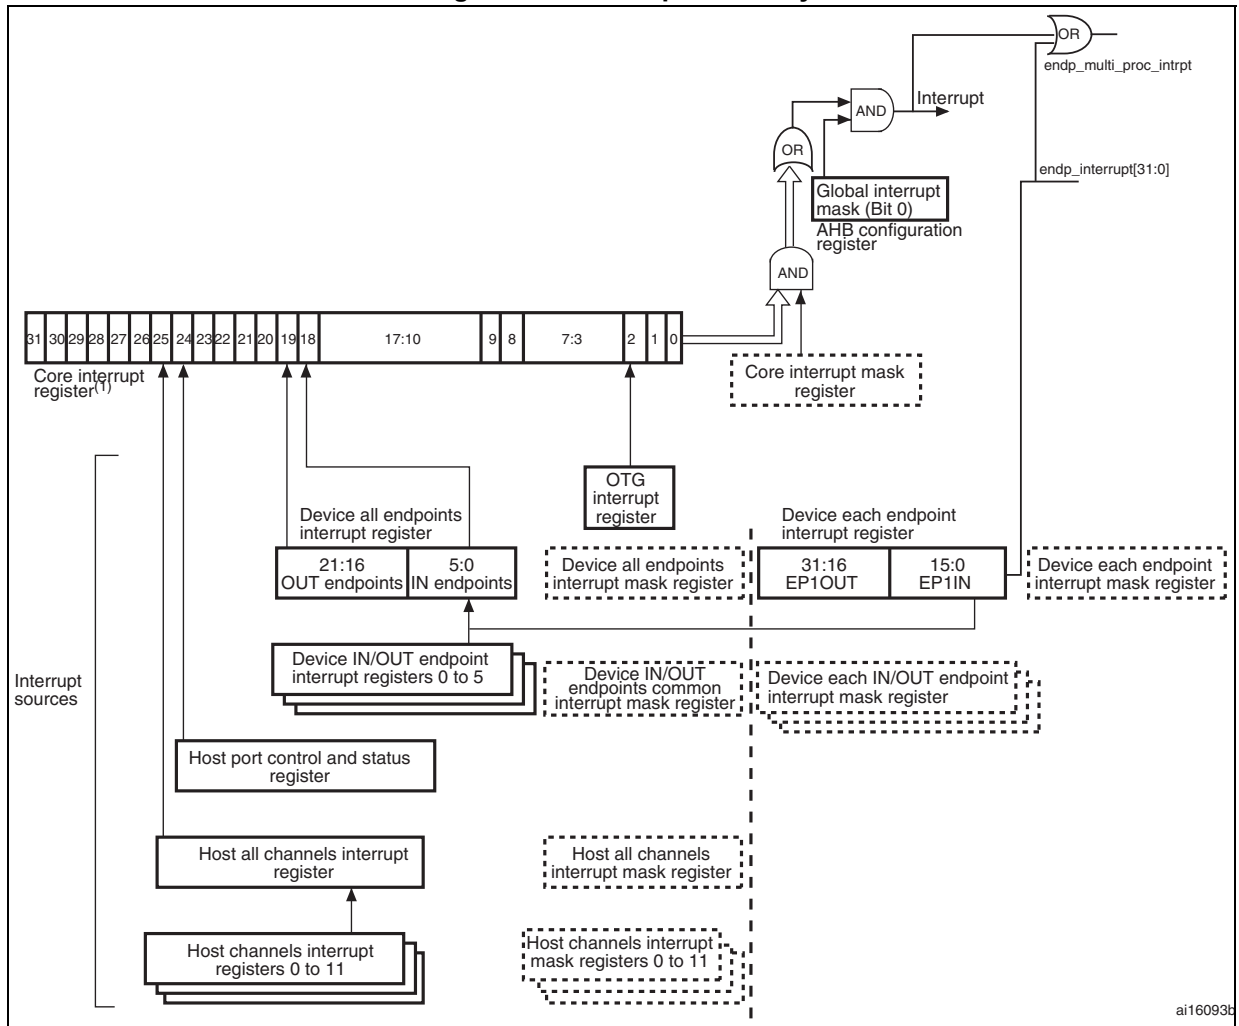 OR
endp_multi_proc_intrpt
Interrupt
AND
OR
endp_interrupt[31:0]
Global interrupt
mask (Bit 0)
AHB configuration
register
AND
31 30 29 28 27 26 25 24 23 22 21 20 19 18 17:10 9 8 7:3 2 1 0
Core interrupt
register(1)
Core interrupt mask
register
OTG
interrupt
register
Device all endpoints
interrupt register
Device each endpoint
interrupt register
21:16
OUT endpoints
5:0
IN endpoints
Device all endpoints
interrupt mask register
31:16
EP1OUT
15:0
EP1IN
Device each endpoint
interrupt mask register
Interrupt
sources
Device IN/OUT endpoint
interrupt registers 0 to 5
Device IN/OUT
endpoints common
interrupt mask register
Device each IN/OUT endpoint
interrupt mask register
Host port control and status
register
Host all channels interrupt
register
Host all channels
interrupt mask register
Host channels interrupt
registers 0 to 11
Host channels interrupt
mask registers 0 to 11
ai16093b